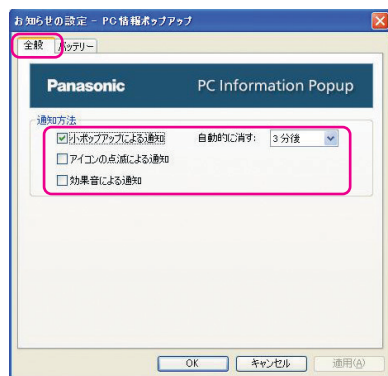 お知らせの設定 - PC情報ポップアップ
全般 バッテリー
Panasonic PC Information Popup
通知方法
小ポップアップによる通知 自動的に消す: 3 分後
アイコンの点滅による通知
効果音による通知
OK キャンセル 適用(A)